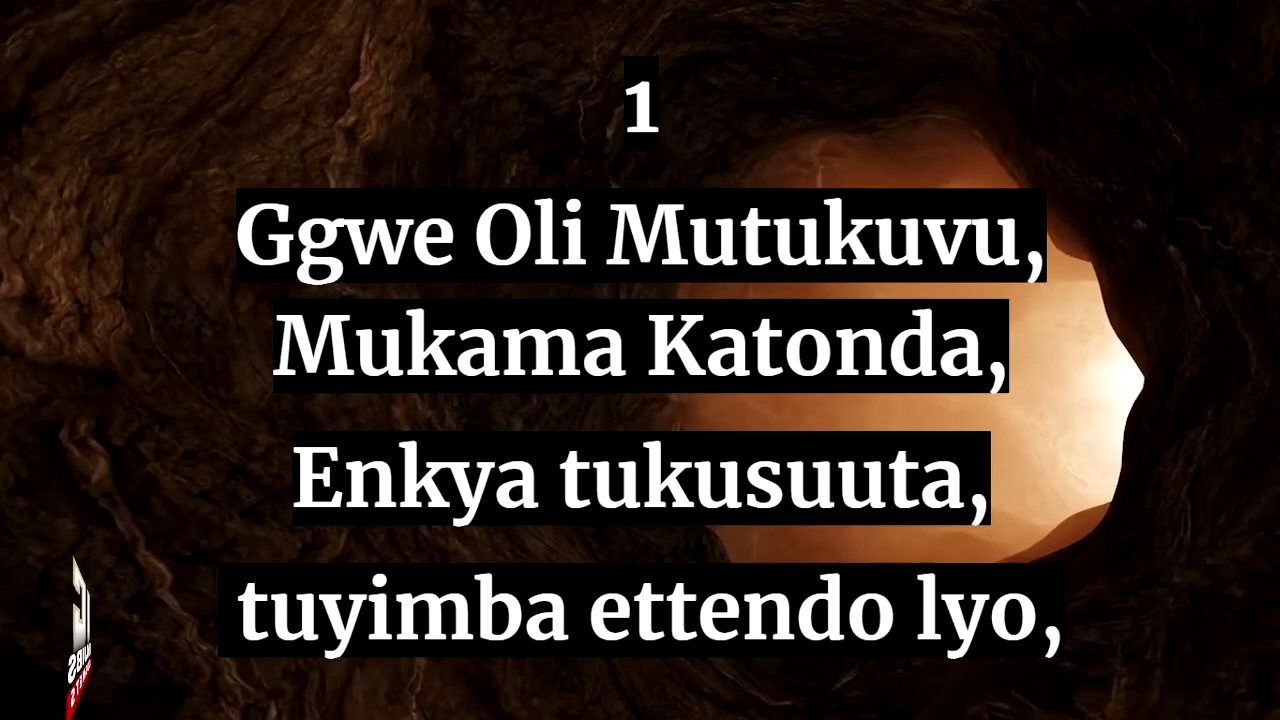 1
Ggwe Oli Mutukuvu,
Mukama Katonda,
Enkya tukusuuta,
tuyimba ettendo lyo,